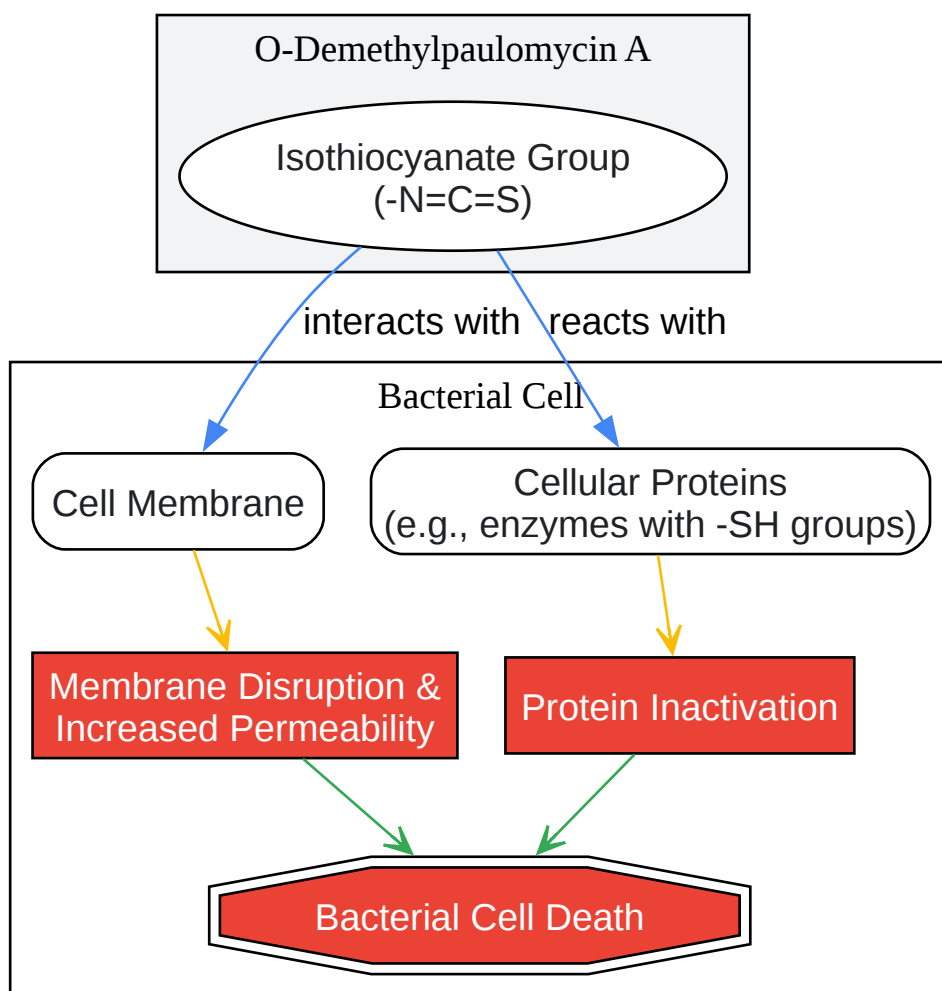 O-Demethylpaulomycin A
Isothiocyanate Group
(-N=C=S)
interacts with
reacts with
Bacterial Cell
Cell Membrane
Cellular Proteins
(e.g., enzymes with -SH groups)
Membrane Disruption &
Increased Permeability
Protein Inactivation
Bacterial Cell Death